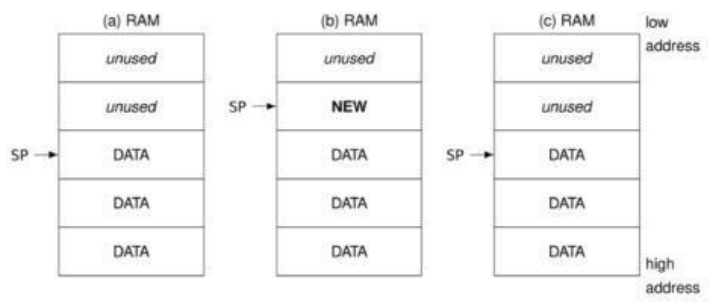 (a) RAM
(b) RAM
(c) RAM
low
address
unused
unused
unused
unused
SP
NEW
unused
SP
DATA
DATA
SP
DATA
DATA
DATA
DATA
DATA
DATA
DATA
high
address